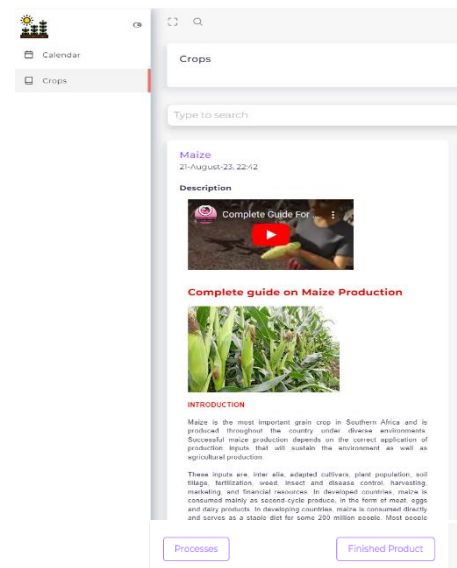 Calendar
Crops
Crops
Type to search
Maize
21-August-23, 22:42
Description
Complete Guide For ...
Complete guide on Maize Production
INTRODUCTION
Maize is the most important grain crop in Southern Africa and is
produced throughout the country under diverse environments.
Successful maize production depends on the correct application of
production inputs that will sustain the environment as well as
agricultural production.
These inputs are, inter alia, adapted cultivars, plant population, soil
tillage, fertilization, weed, insect and disease control, harvesting,
marketing, and financial resources. In developed countries, maize is
consumed mainly as second-cycle produce, in the form of meat, eggs
and dairy products. In developing countries, maize is consumed directly
and serves as a staple diet for some 200 million people. Most people
Processes
Finished Product